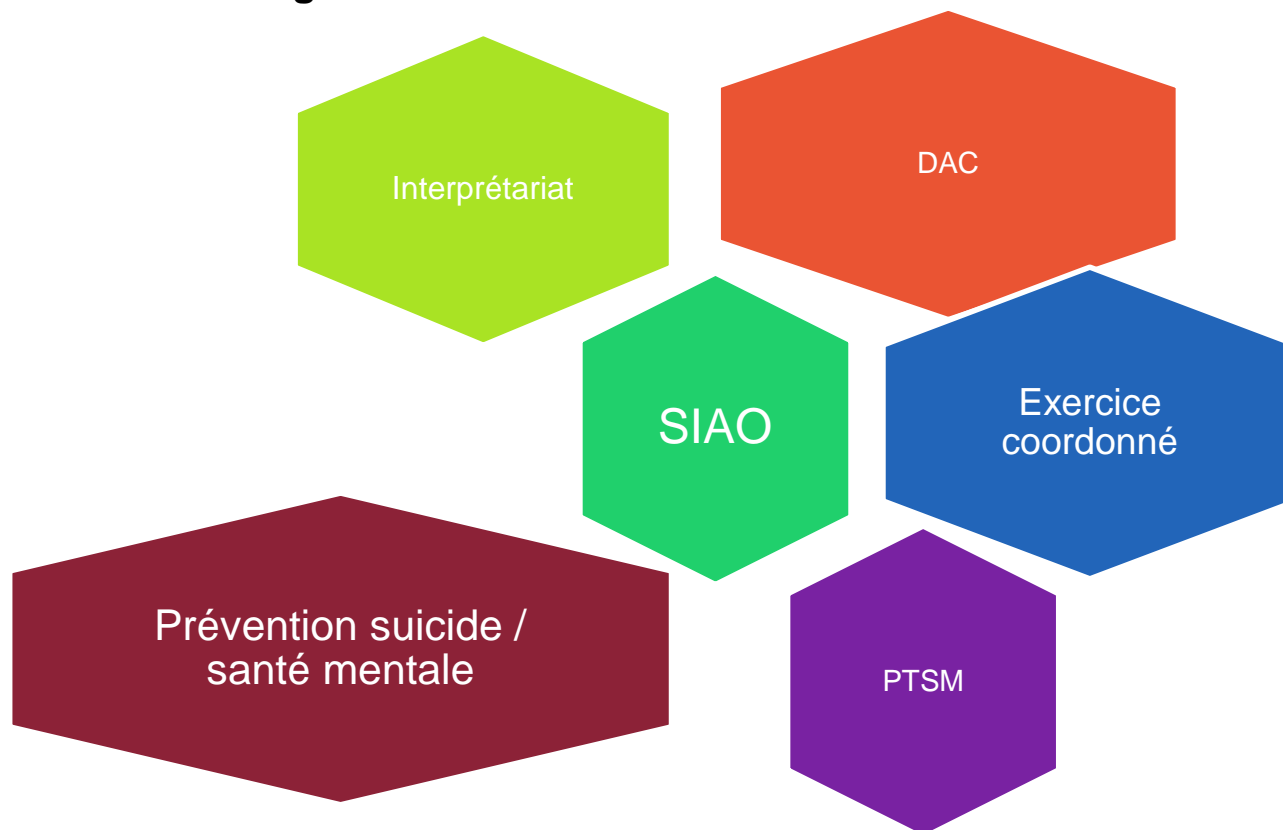 Interprétariat
DAC
SIAO
Exercice
coordonné
Prévention suicide /
santé mentale
PTSM